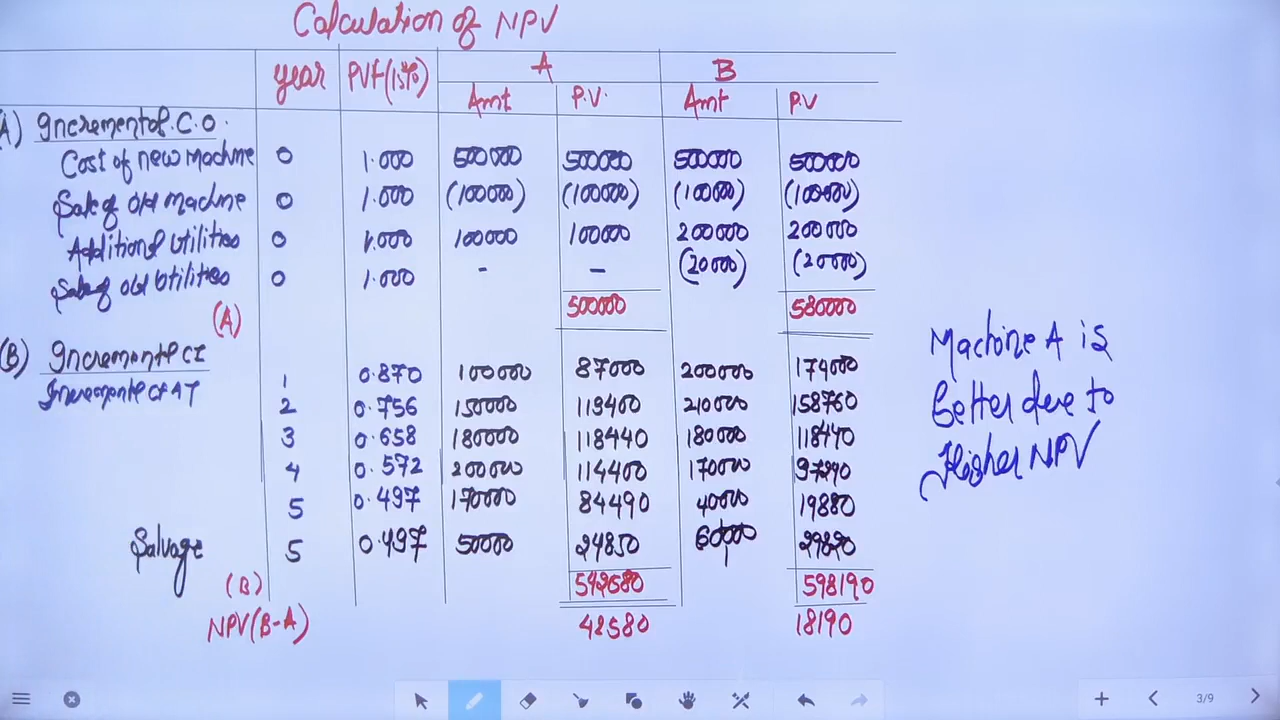 Calculation of NPV
year PVf(15%) A B
Amt P.V. Amt P.V
A) Incremental C.O.
Cost of new machine 0 1.000 500000 500000 500000 500000
Sale of old machine 0 1.000 (100000) (100000) (100000) (100000)
Additional Utilities 0 1.000 100000 100000 200000 200000
Sale of old Utilities 0 1.000 - - (20000) (20000)
(A) 500000 580000
(B) Incremental CI
Incremental CFAT 1 0.870 100000 87000 200000 174000
2 0.756 150000 113400 210000 158760
3 0.658 180000 118440 180000 118440
4 0.572 200000 114400 170000 97240
5 0.497 170000 84490 40000 19880
Salvage 5 0.497 50000 24850 60000 29820
(B) 542580 598190
NPV(B-A) 42580 18190
Machine A is
better due to
Higher NPV
3/9